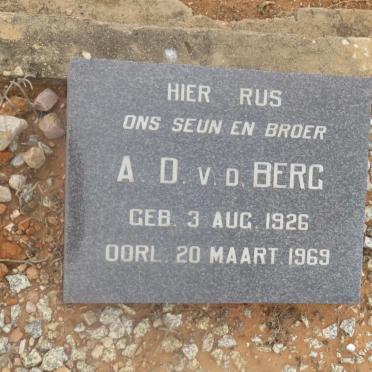 HIER RUS
ONS SEUN EN BROER
A. D. V. D. BERG
GEB. 3 AUG. 1926
OORL. 20 MAART. 1969